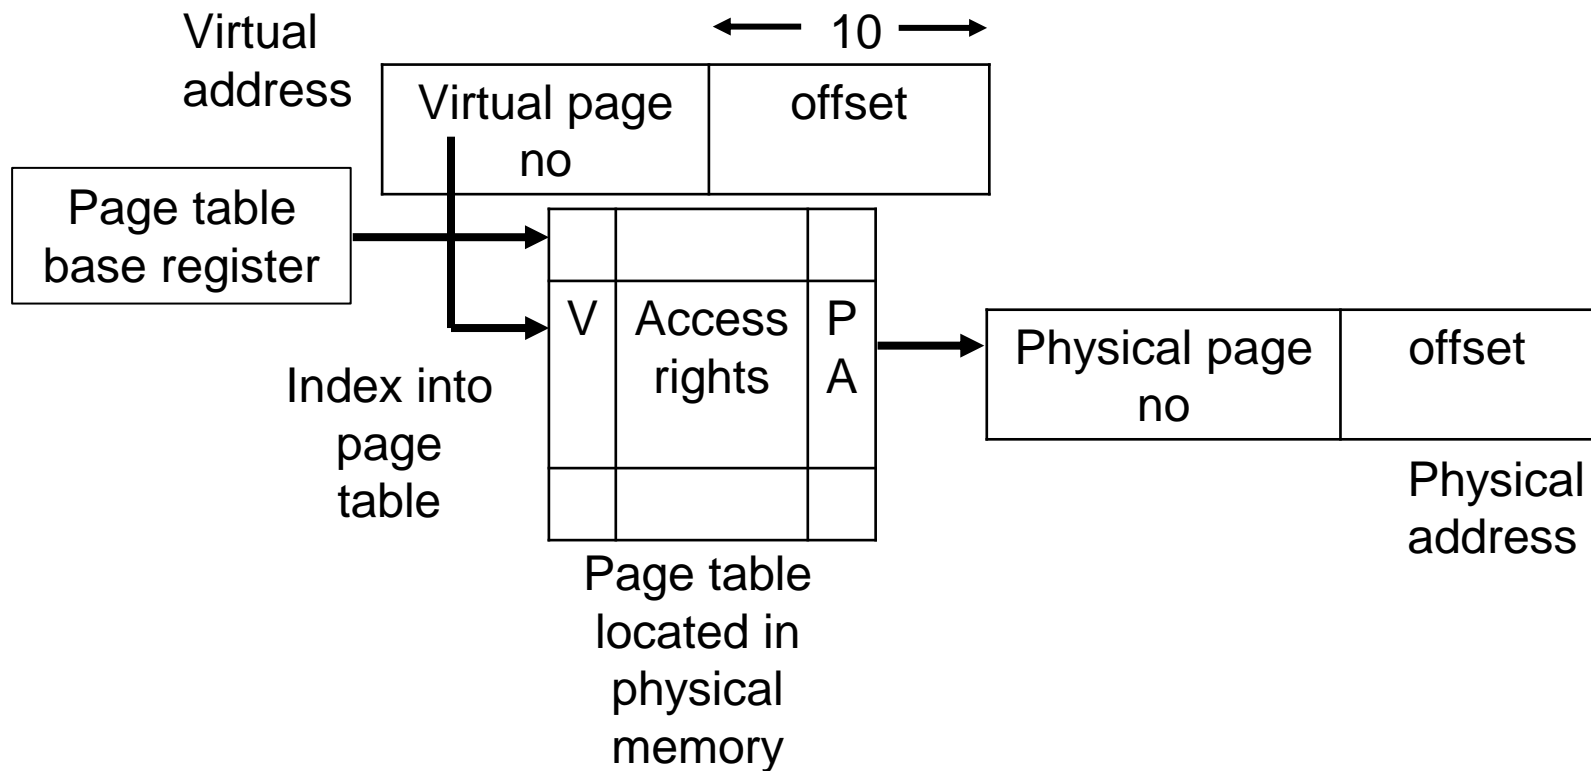 Virtual
address
10
Virtual page
no
offset
Page table
base register
V
Access
rights
P
A
Index into
page
table
Physical page
no
offset
Physical
address
Page table
located in
physical
memory